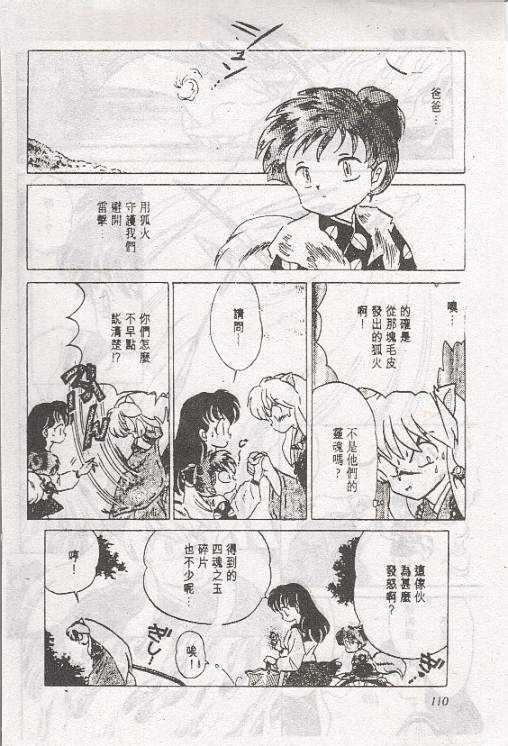 爸爸…
用狐火
守護我們
避開
雷擊…
噢…
的確是
從那塊毛皮
發出的狐火
啊!
不是他們的
靈魂嗎?
請問!
你們怎麼
不早點
說清楚!?
這傢伙
為甚麼
發怒啊?
得到的
四魂之玉
碎片
也不少呢…
唉!
哼!
110